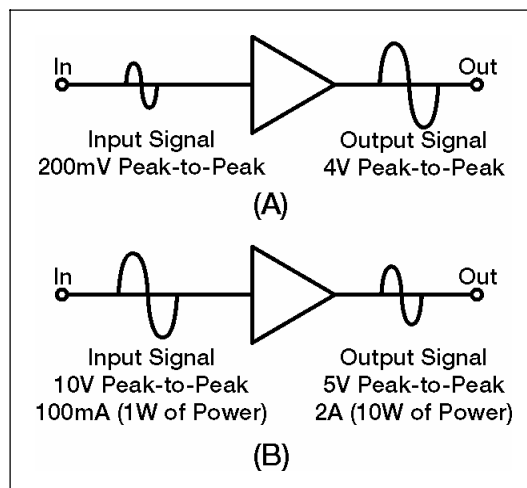 In Out
Input Signal Output Signal
200mV Peak-to-Peak 4V Peak-to-Peak
(A)
In Out
Input Signal Output Signal
10V Peak-to-Peak 5V Peak-to-Peak
100mA (1W of Power) 2A (10W of Power)
(B)